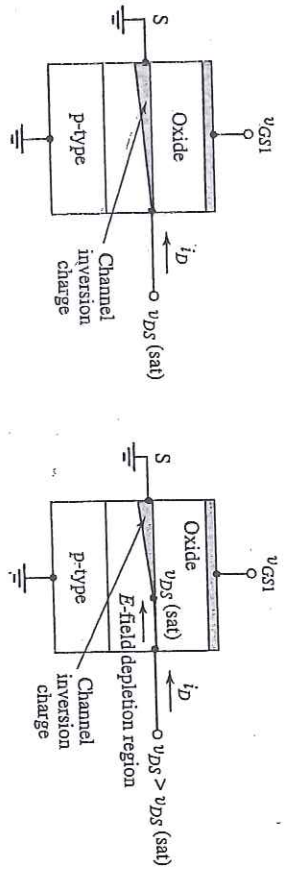 v_GS1
Oxide
S
i_D
v_DS (sat)
p-type
Channel
inversion
charge
v_GS1
Oxide
v_DS (sat)
S
i_D
v_DS > v_DS (sat)
E-field depletion region
p-type
Channel
inversion
charge